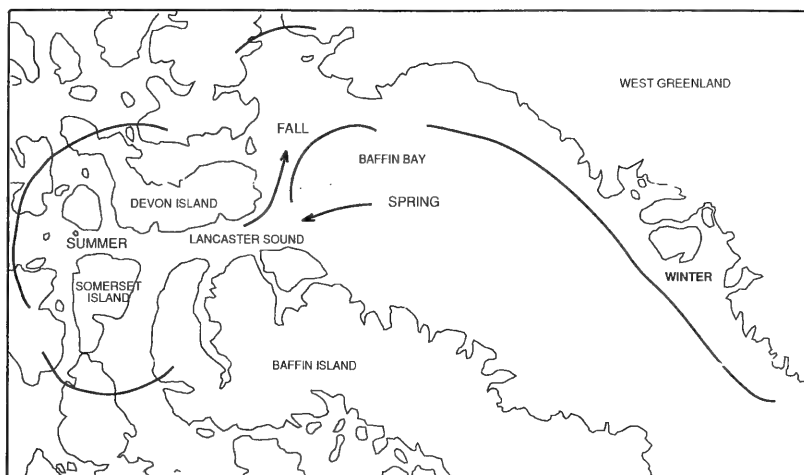 WEST GREENLAND
FALL
BAFFIN BAY
DEVON ISLAND
SPRING
SUMMER
LANCASTER SOUND
WINTER
SOMERSET
ISLAND
BAFFIN ISLAND